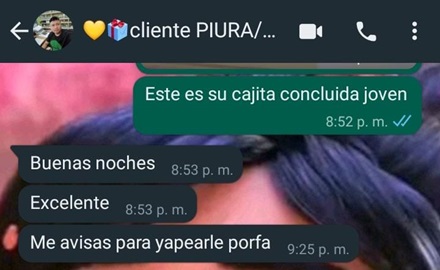 cliente PIURA/...
Este es su cajita concluida joven
8:52 p. m.
Buenas noches 8:53 p. m.
Excelente 8:53 p. m.
Me avisas para yapearle porfa 9:25 p. m.